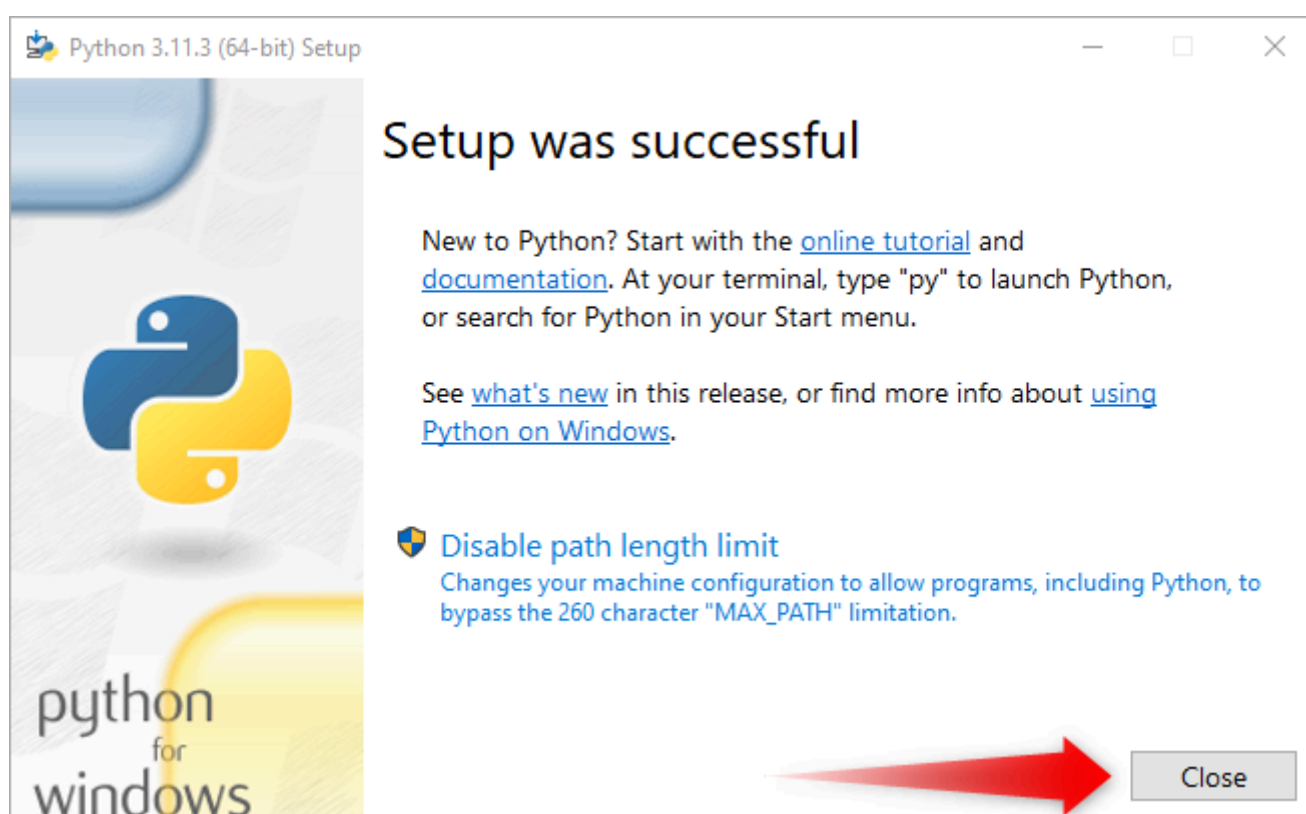 Python 3.11.3 (64-bit) Setup
Setup was successful
New to Python? Start with the online tutorial and
documentation. At your terminal, type "py" to launch Python,
or search for Python in your Start menu.
See what's new in this release, or find more info about using
Python on Windows.
Disable path length limit
Changes your machine configuration to allow programs, including Python, to
bypass the 260 character "MAX_PATH" limitation.
python
for
windows
Close